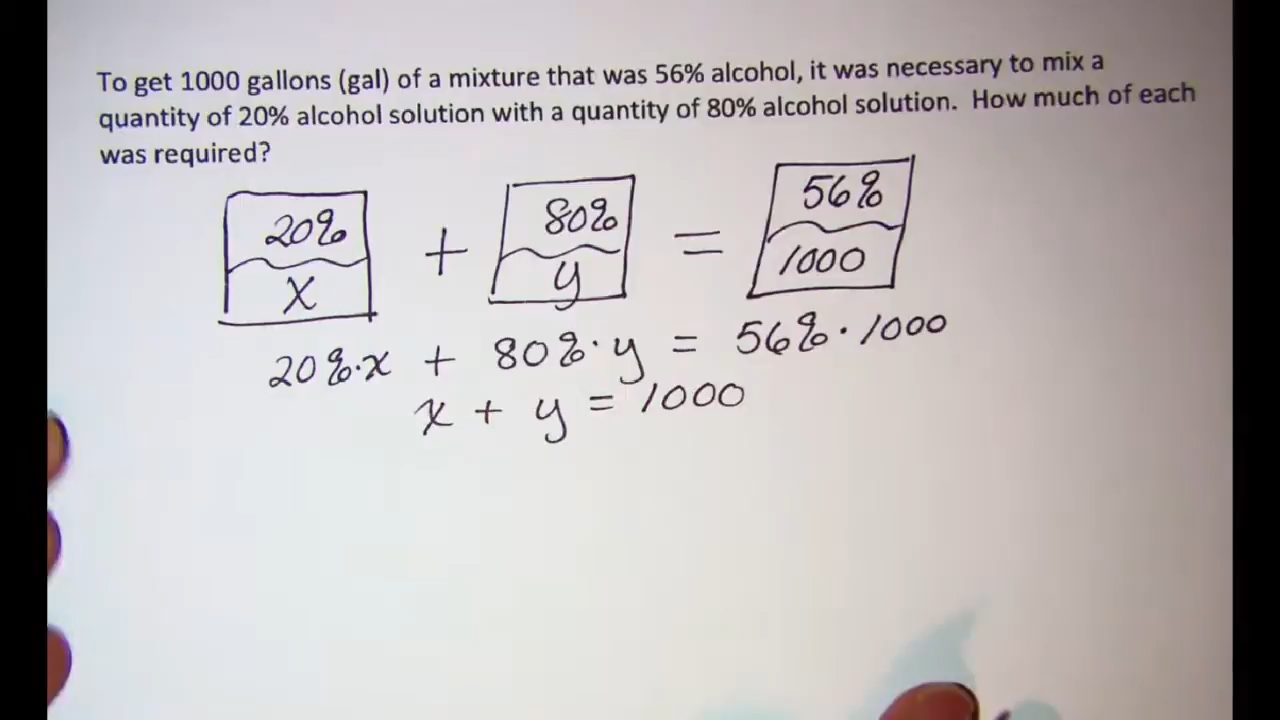 To get 1000 gallons (gal) of a mixture that was 56% alcohol, it was necessary to mix a
quantity of 20% alcohol solution with a quantity of 80% alcohol solution. How much of each
was required?
20% + 80% = 56%
x y 1000
20%·x + 80%·y = 56%·1000
x + y = 1000